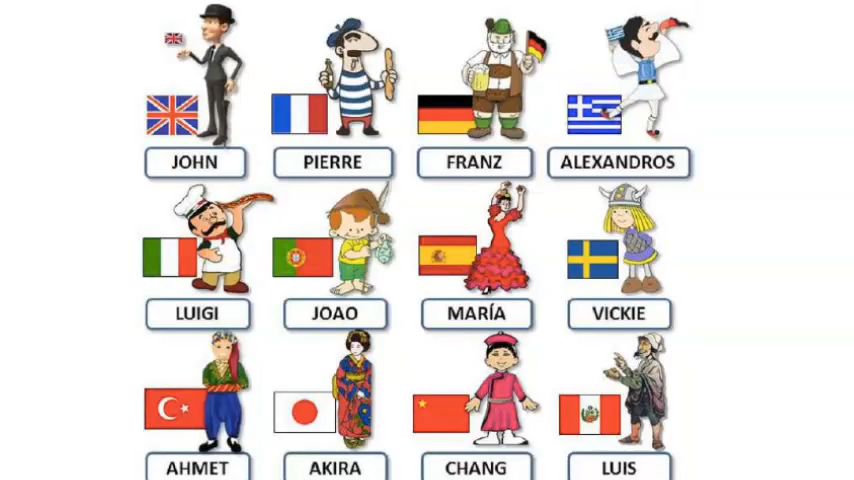 JOHN
PIERRE
FRANZ
ALEXANDROS
LUIGI
JOAO
MARÍA
VICKIE
AHMET
AKIRA
CHANG
LUIS